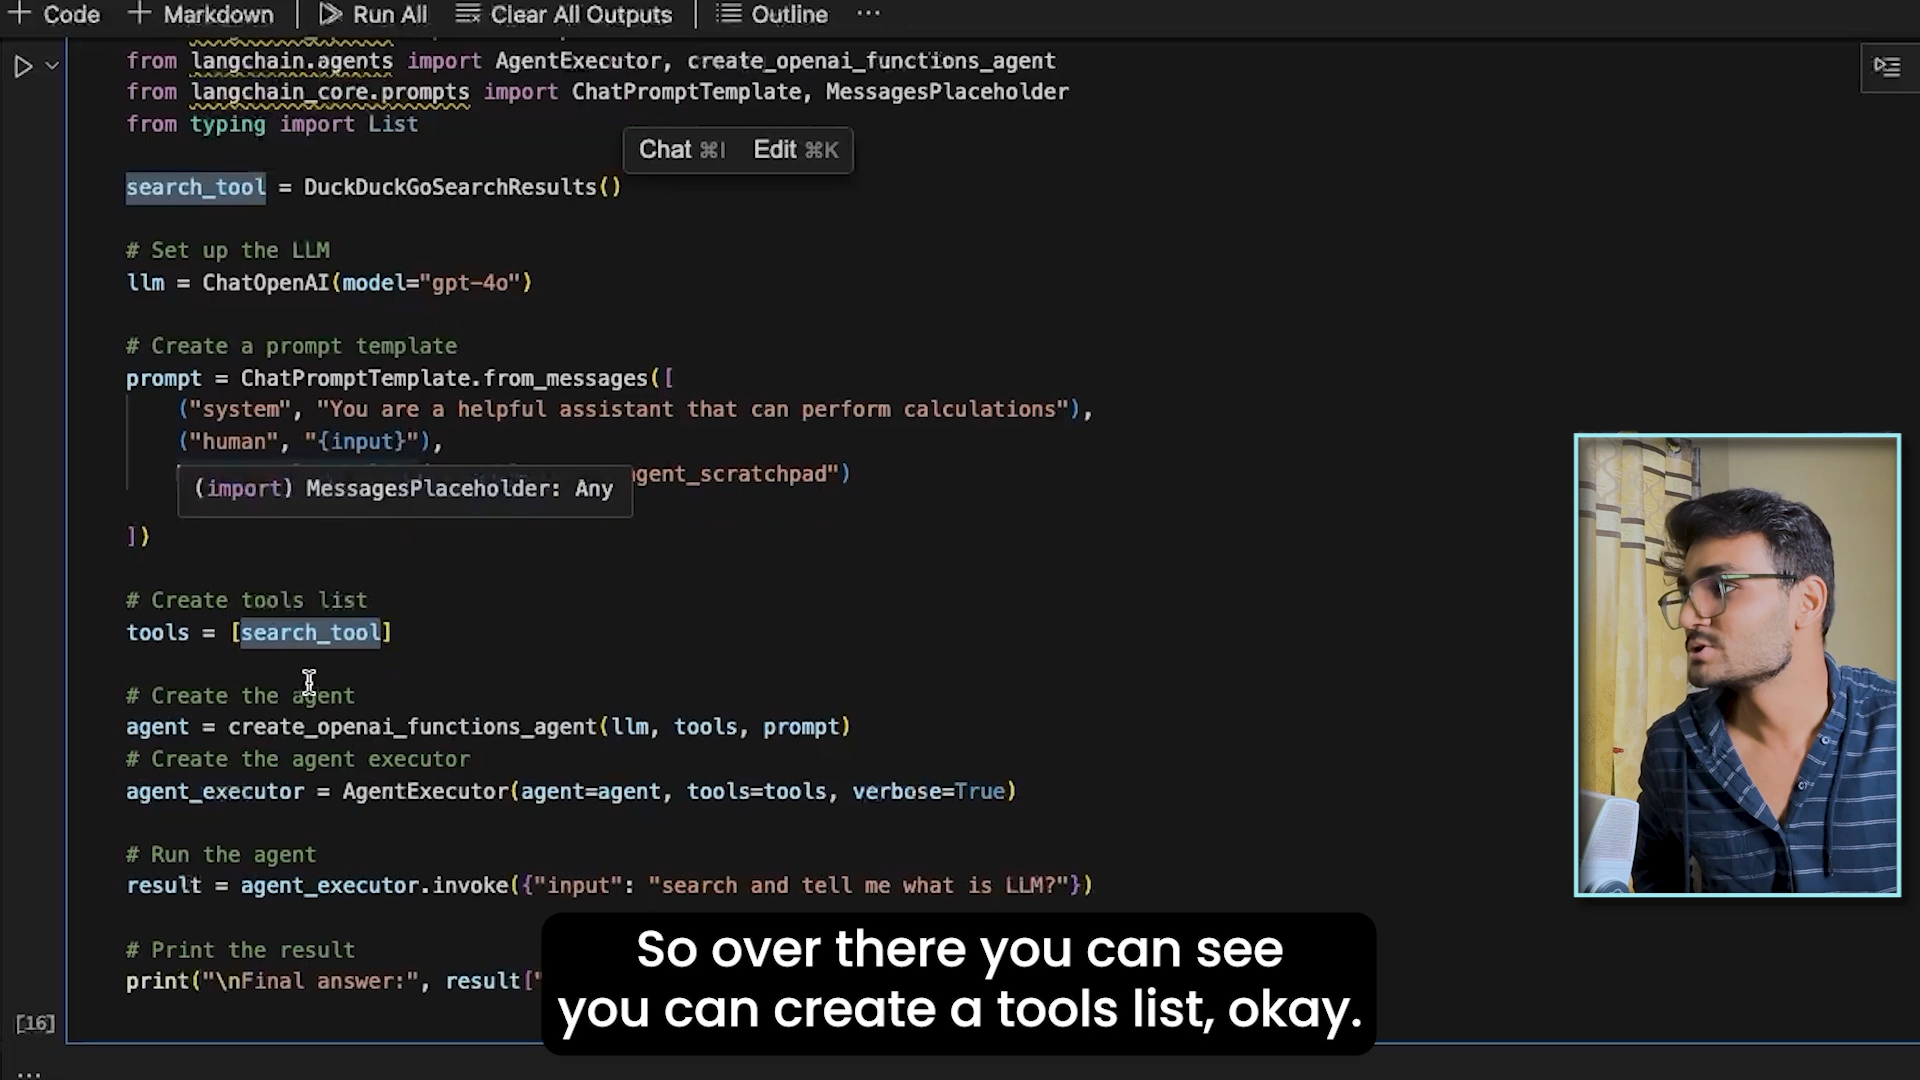 Code Markdown Run All Clear All Outputs Outline ...
from langchain.agents import AgentExecutor, create_openai_functions_agent
from langchain_core.prompts import ChatPromptTemplate, MessagesPlaceholder
from typing import List
Chat ⌘I Edit ⌘K
search_tool = DuckDuckGoSearchResults()
# Set up the LLM
llm = ChatOpenAI(model="gpt-4o")
# Create a prompt template
prompt = ChatPromptTemplate.from_messages([
("system", "You are a helpful assistant that can perform calculations"),
("human", "{input}"),
gent_scratchpad")
(import) MessagesPlaceholder: Any
])
# Create tools list
tools = [search_tool]
# Create the agent
agent = create_openai_functions_agent(llm, tools, prompt)
# Create the agent executor
agent_executor = AgentExecutor(agent=agent, tools=tools, verbose=True)
# Run the agent
result = agent_executor.invoke({"input": "search and tell me what is LLM?"})
# Print the result
print("\nFinal answer:", result["
So over there you can see
you can create a tools list, okay.
[16]
...